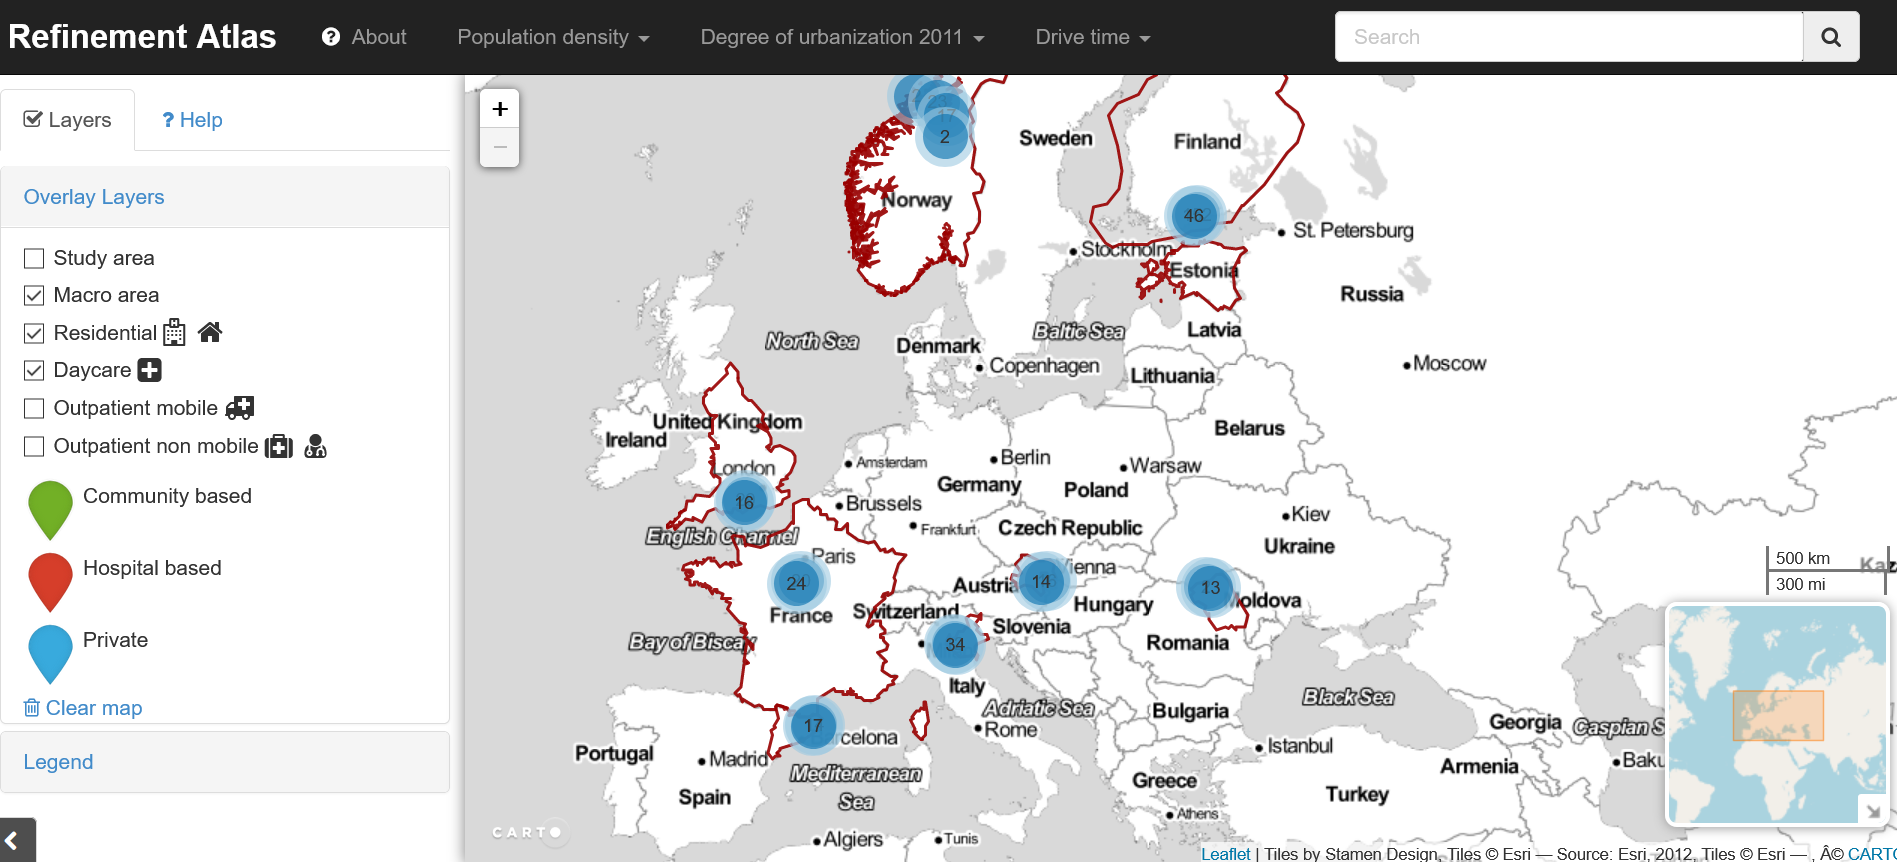 Refinement Atlas
About
Population density
Degree of urbanization 2011
Drive time
Search
Layers
? Help
Overlay Layers
Study area
Macro area
Residential
Daycare
Outpatient mobile
Outpatient non mobile
Community based
Hospital based
Private
Clear map
Legend
+
−
2
Sweden
Finland
Norway
46
Stockholm
St. Petersburg
Estonia
Russia
North Sea
Baltic Sea
Latvia
Denmark
Copenhagen
Moscow
Lithuania
United Kingdom
Ireland
Belarus
London
Amsterdam
Berlin
Warsaw
Germany
Poland
16
Brussels
Kiev
English Channel
Frankfurt
Czech Republic
Ukraine
Paris
Vienna
500 km
300 mi
24
Austria
14
13
Moldova
France
Switzerland
Hungary
Slovenia
Bay of Biscay
34
Romania
Italy
Black Sea
Adriatic Sea
Bulgaria
17
Georgia
Rome
Istanbul
Portugal
Madrid
Mediterranean
Sea
Baku
Armenia
Greece
Spain
Turkey
Athens
CARTO
Algiers
Tunis
Leaflet | Tiles by Stamen Design, Tiles © Esri — Source: Esri, 2012, Tiles © Esri — , Â© CART